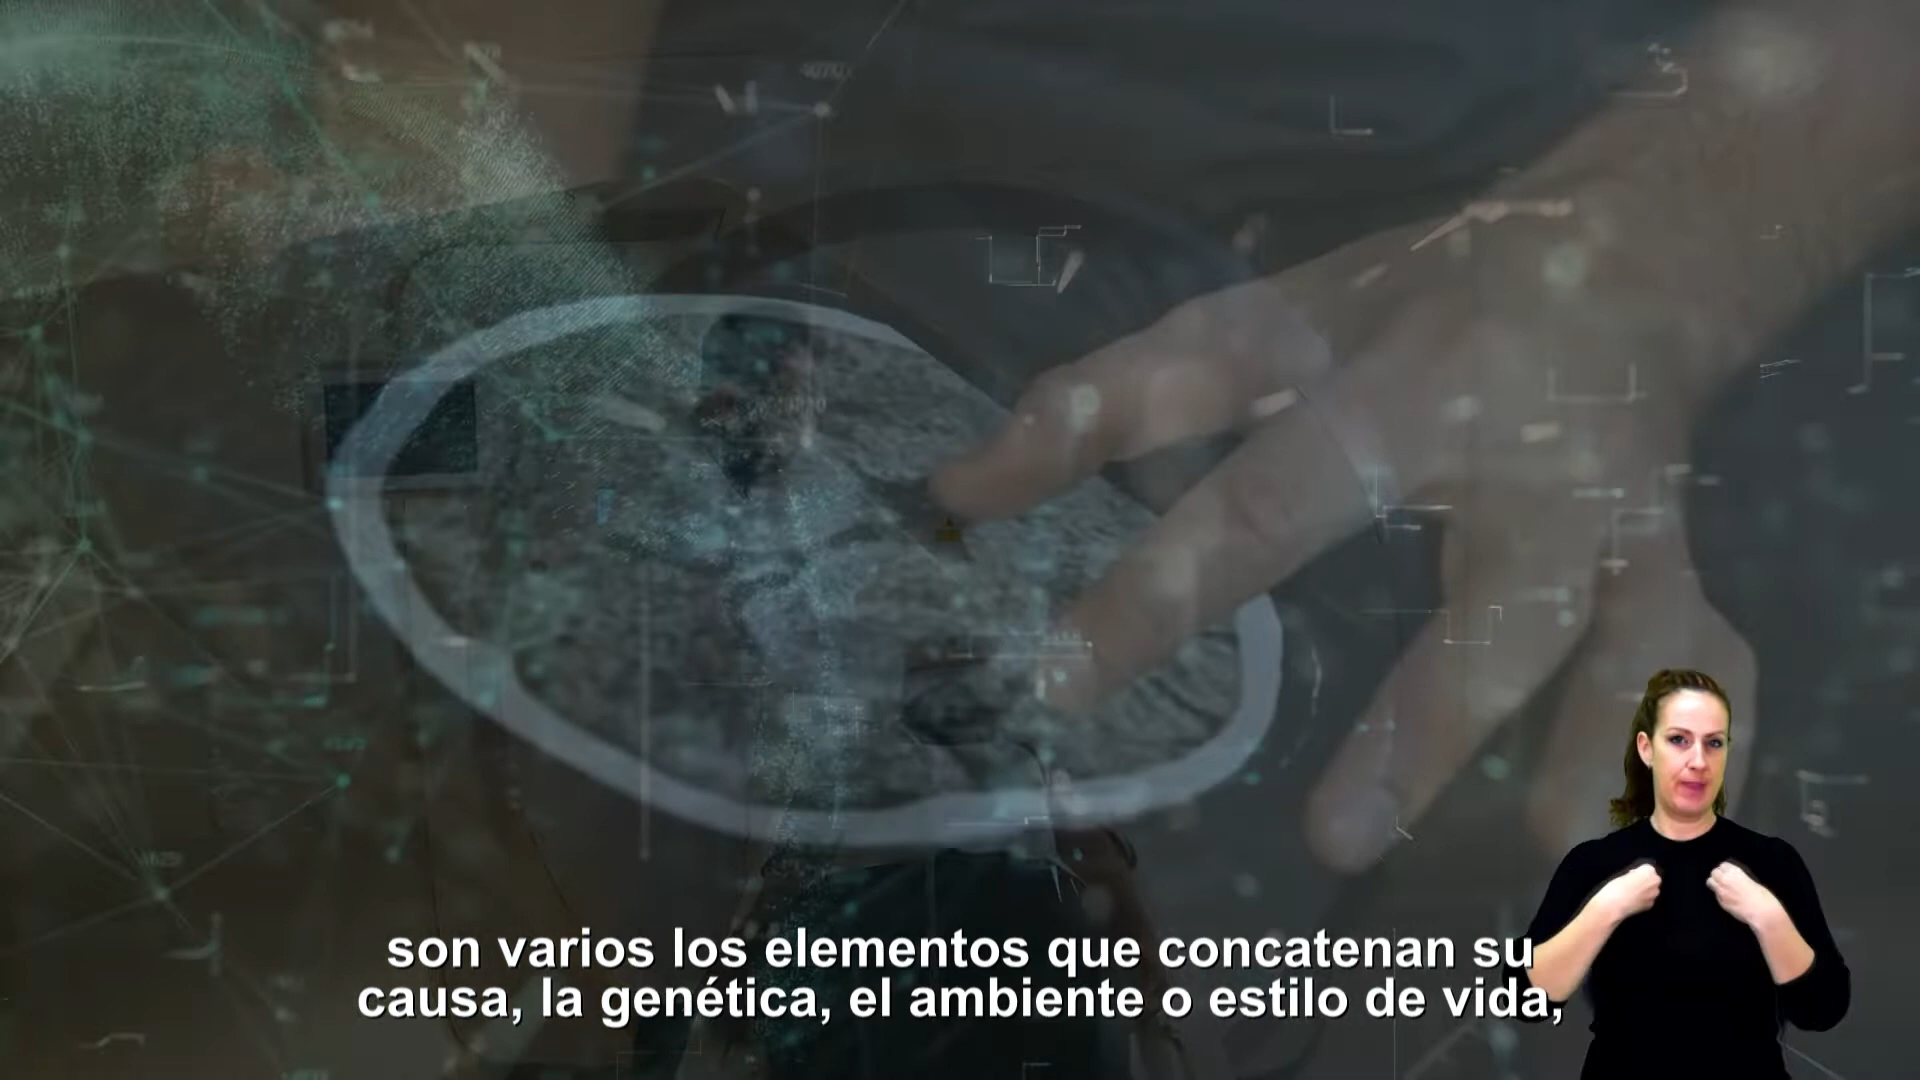 son varios los elementos que concatenan su
causa, la genética, el ambiente o estilo de vida,